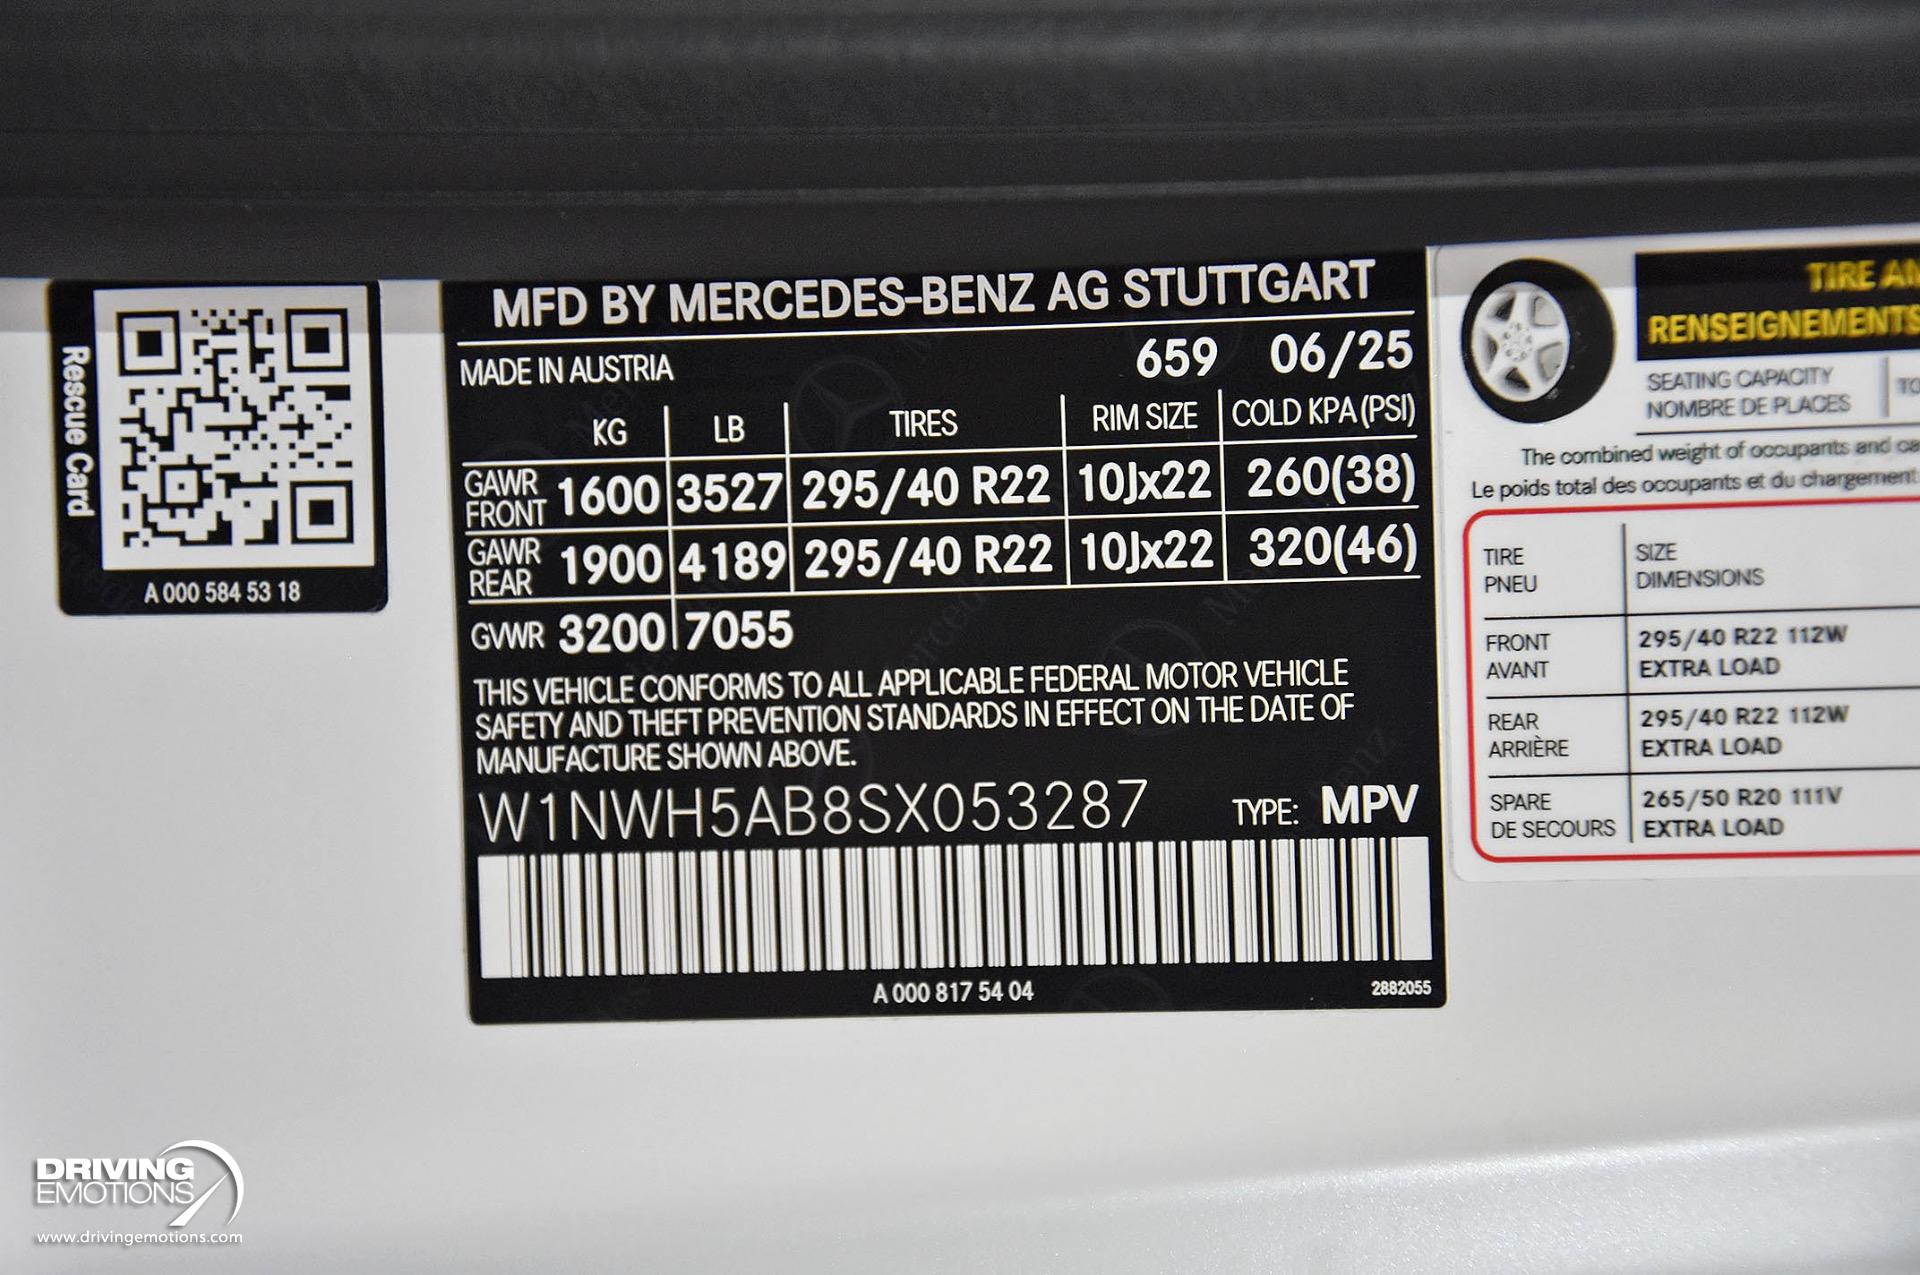 Rescue Card
A 000 584 53 18
MFD BY MERCEDES-BENZ AG STUTTGART
MADE IN AUSTRIA 659 06/25
KG LB TIRES RIM SIZE COLD KPA (PSI)
GAWR FRONT 1600 3527 295/40 R22 10Jx22 260(38)
GAWR REAR 1900 4189 295/40 R22 10Jx22 320(46)
GVWR 3200 7055
THIS VEHICLE CONFORMS TO ALL APPLICABLE FEDERAL MOTOR VEHICLE
SAFETY AND THEFT PREVENTION STANDARDS IN EFFECT ON THE DATE OF
MANUFACTURE SHOWN ABOVE.
W1NWH5AB8SX053287 TYPE: MPV
A 000 817 54 04 2882055
TIRE AN
RENSEIGNEMENTS
SEATING CAPACITY
NOMBRE DE PLACES
TO
The combined weight of occupants and ca
Le poids total des occupants et du chargement
TIRE SIZE
PNEU DIMENSIONS
FRONT 295/40 R22 112W
AVANT EXTRA LOAD
REAR 295/40 R22 112W
ARRIÈRE EXTRA LOAD
SPARE 265/50 R20 111V
DE SECOURS EXTRA LOAD
DRIVING
EMOTIONS
www.drivingemotions.com